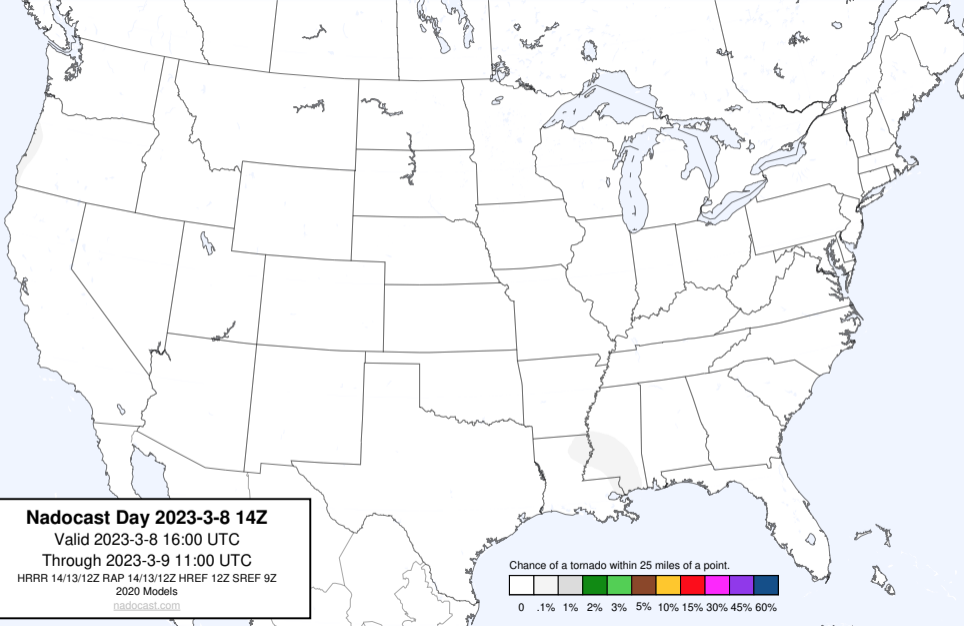 Nadocast Day 2023-3-8 14Z
Valid 2023-3-8 16:00 UTC
Through 2023-3-9 11:00 UTC
HRRR 14/13/12Z RAP 14/13/12Z HREF 12Z SREF 9Z
2020 Models
nadocast.com
Chance of a tornado within 25 miles of a point.
0 .1% 1% 2% 3% 5% 10% 15% 30% 45% 60%